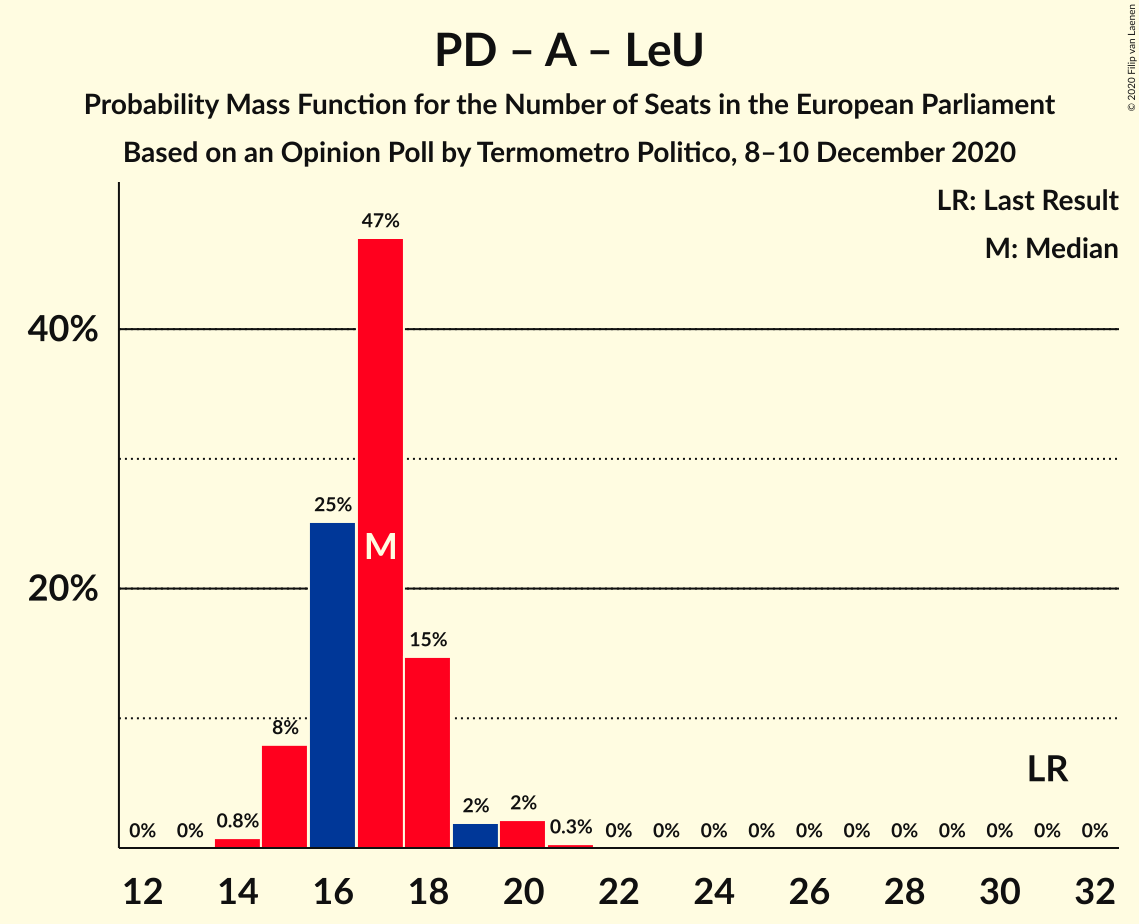 PD – A – LeU
Probability Mass Function for the Number of Seats in the European Parliament
Based on an Opinion Poll by Termometro Politico, 8–10 December 2020
© 2020 Filip van Laenen
LR: Last Result
M: Median
47%
40%
25%
M
20%
15%
8%
LR
0% 0% 0.8% 2% 2% 0.3% 0% 0% 0% 0% 0% 0% 0% 0% 0% 0% 0%
12 14 16 18 20 22 24 26 28 30 32